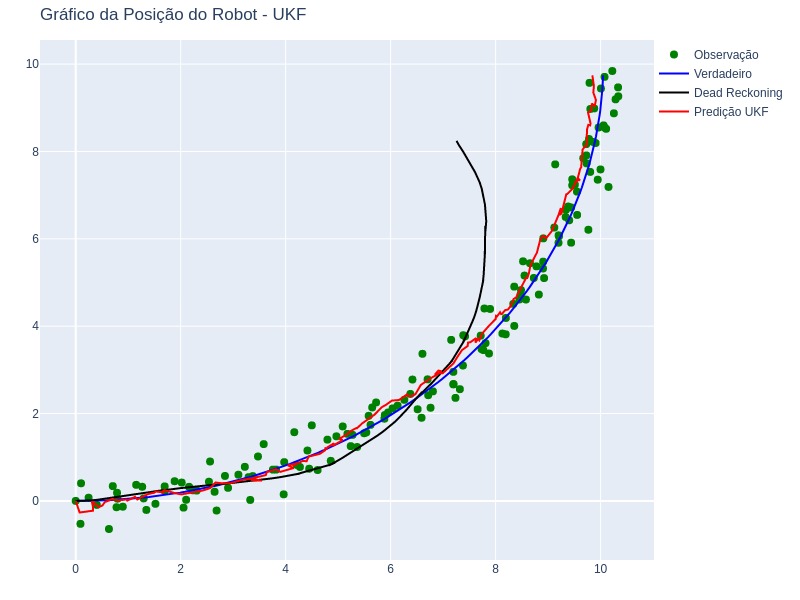 Gráfico da Posição do Robot - UKF
Observação
Verdadeiro
Dead Reckoning
Predição UKF
10
8
6
4
2
0
0 2 4 6 8 10